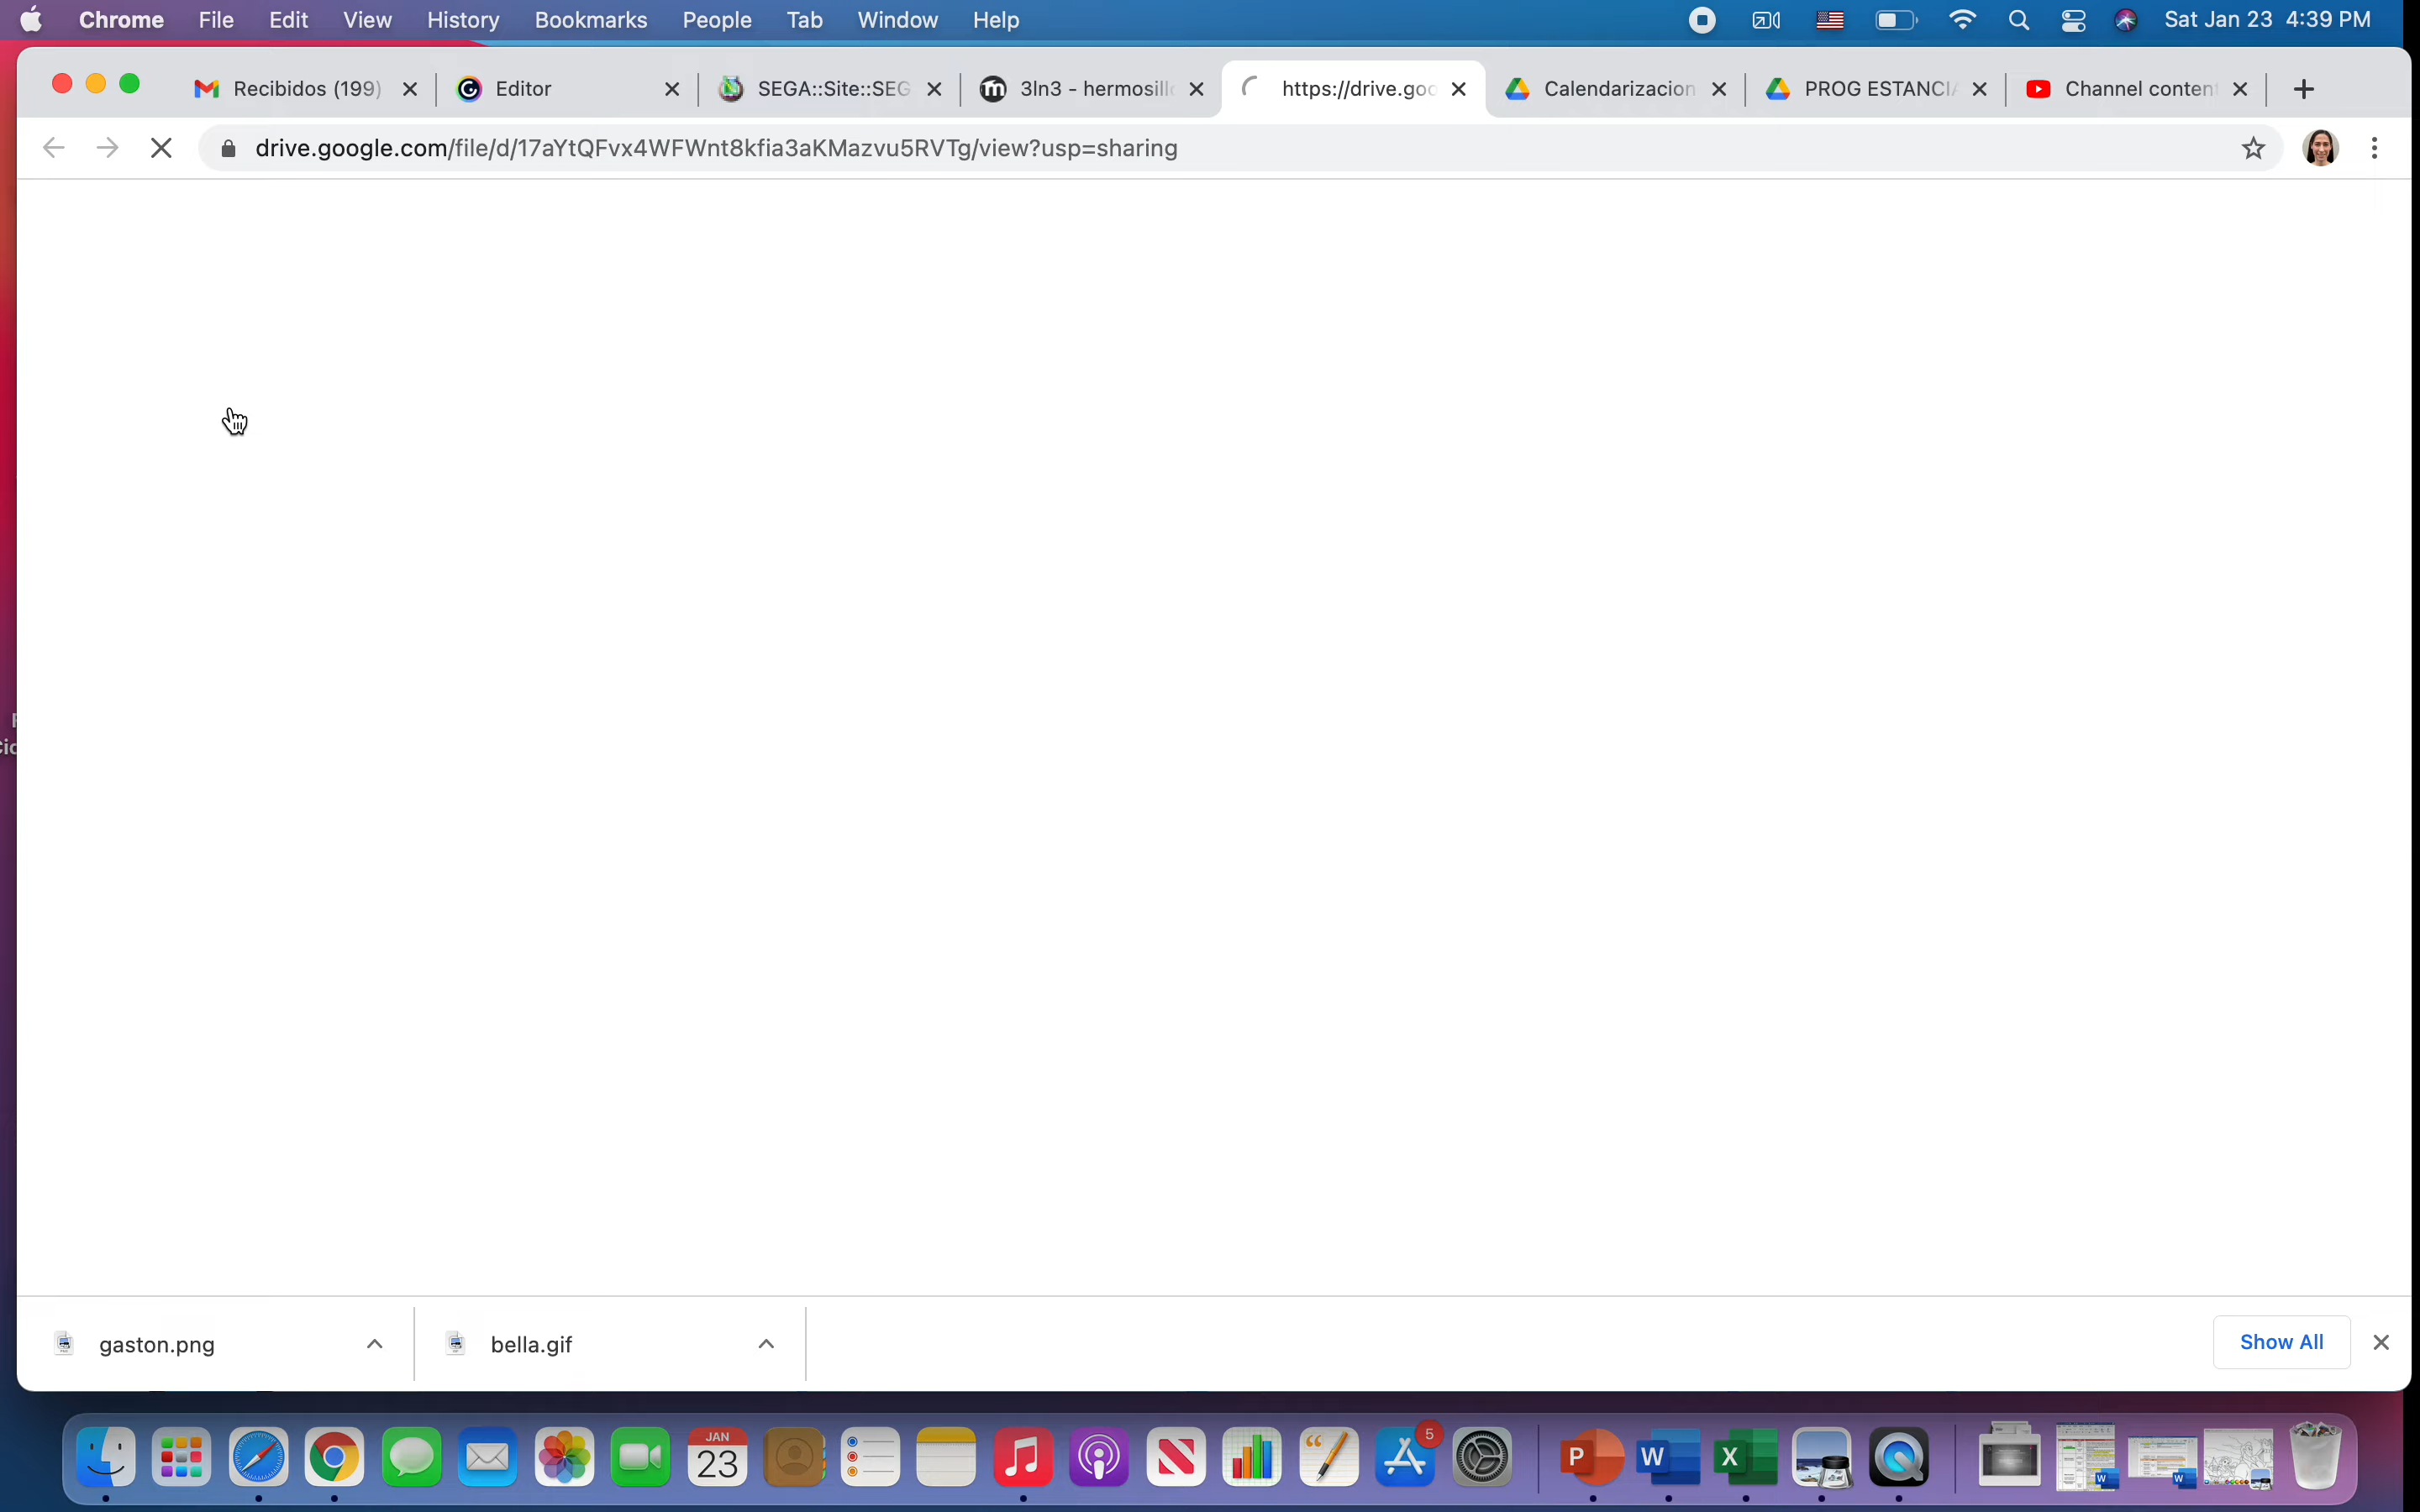 Chrome File Edit View History Bookmarks People Tab Window Help Sat Jan 23 4:39 PM
Recibidos (199) Editor SEGA::Site::SEG 3ln3 - hermosill https://drive.goo Calendarizacion PROG ESTANCIA Channel content
drive.google.com/file/d/17aYtQFvx4WFWnt8kfia3aKMazvu5RVTg/view?usp=sharing
gaston.png bella.gif Show All
JAN
23
5
P W X